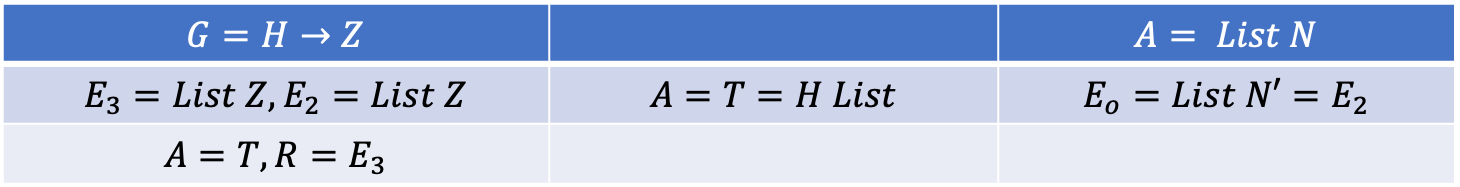 G = H → Z
A = List N
E₃ = List Z, E₂ = List Z
A = T = H List
Eₒ = List N′ = E₂
A = T, R = E₃